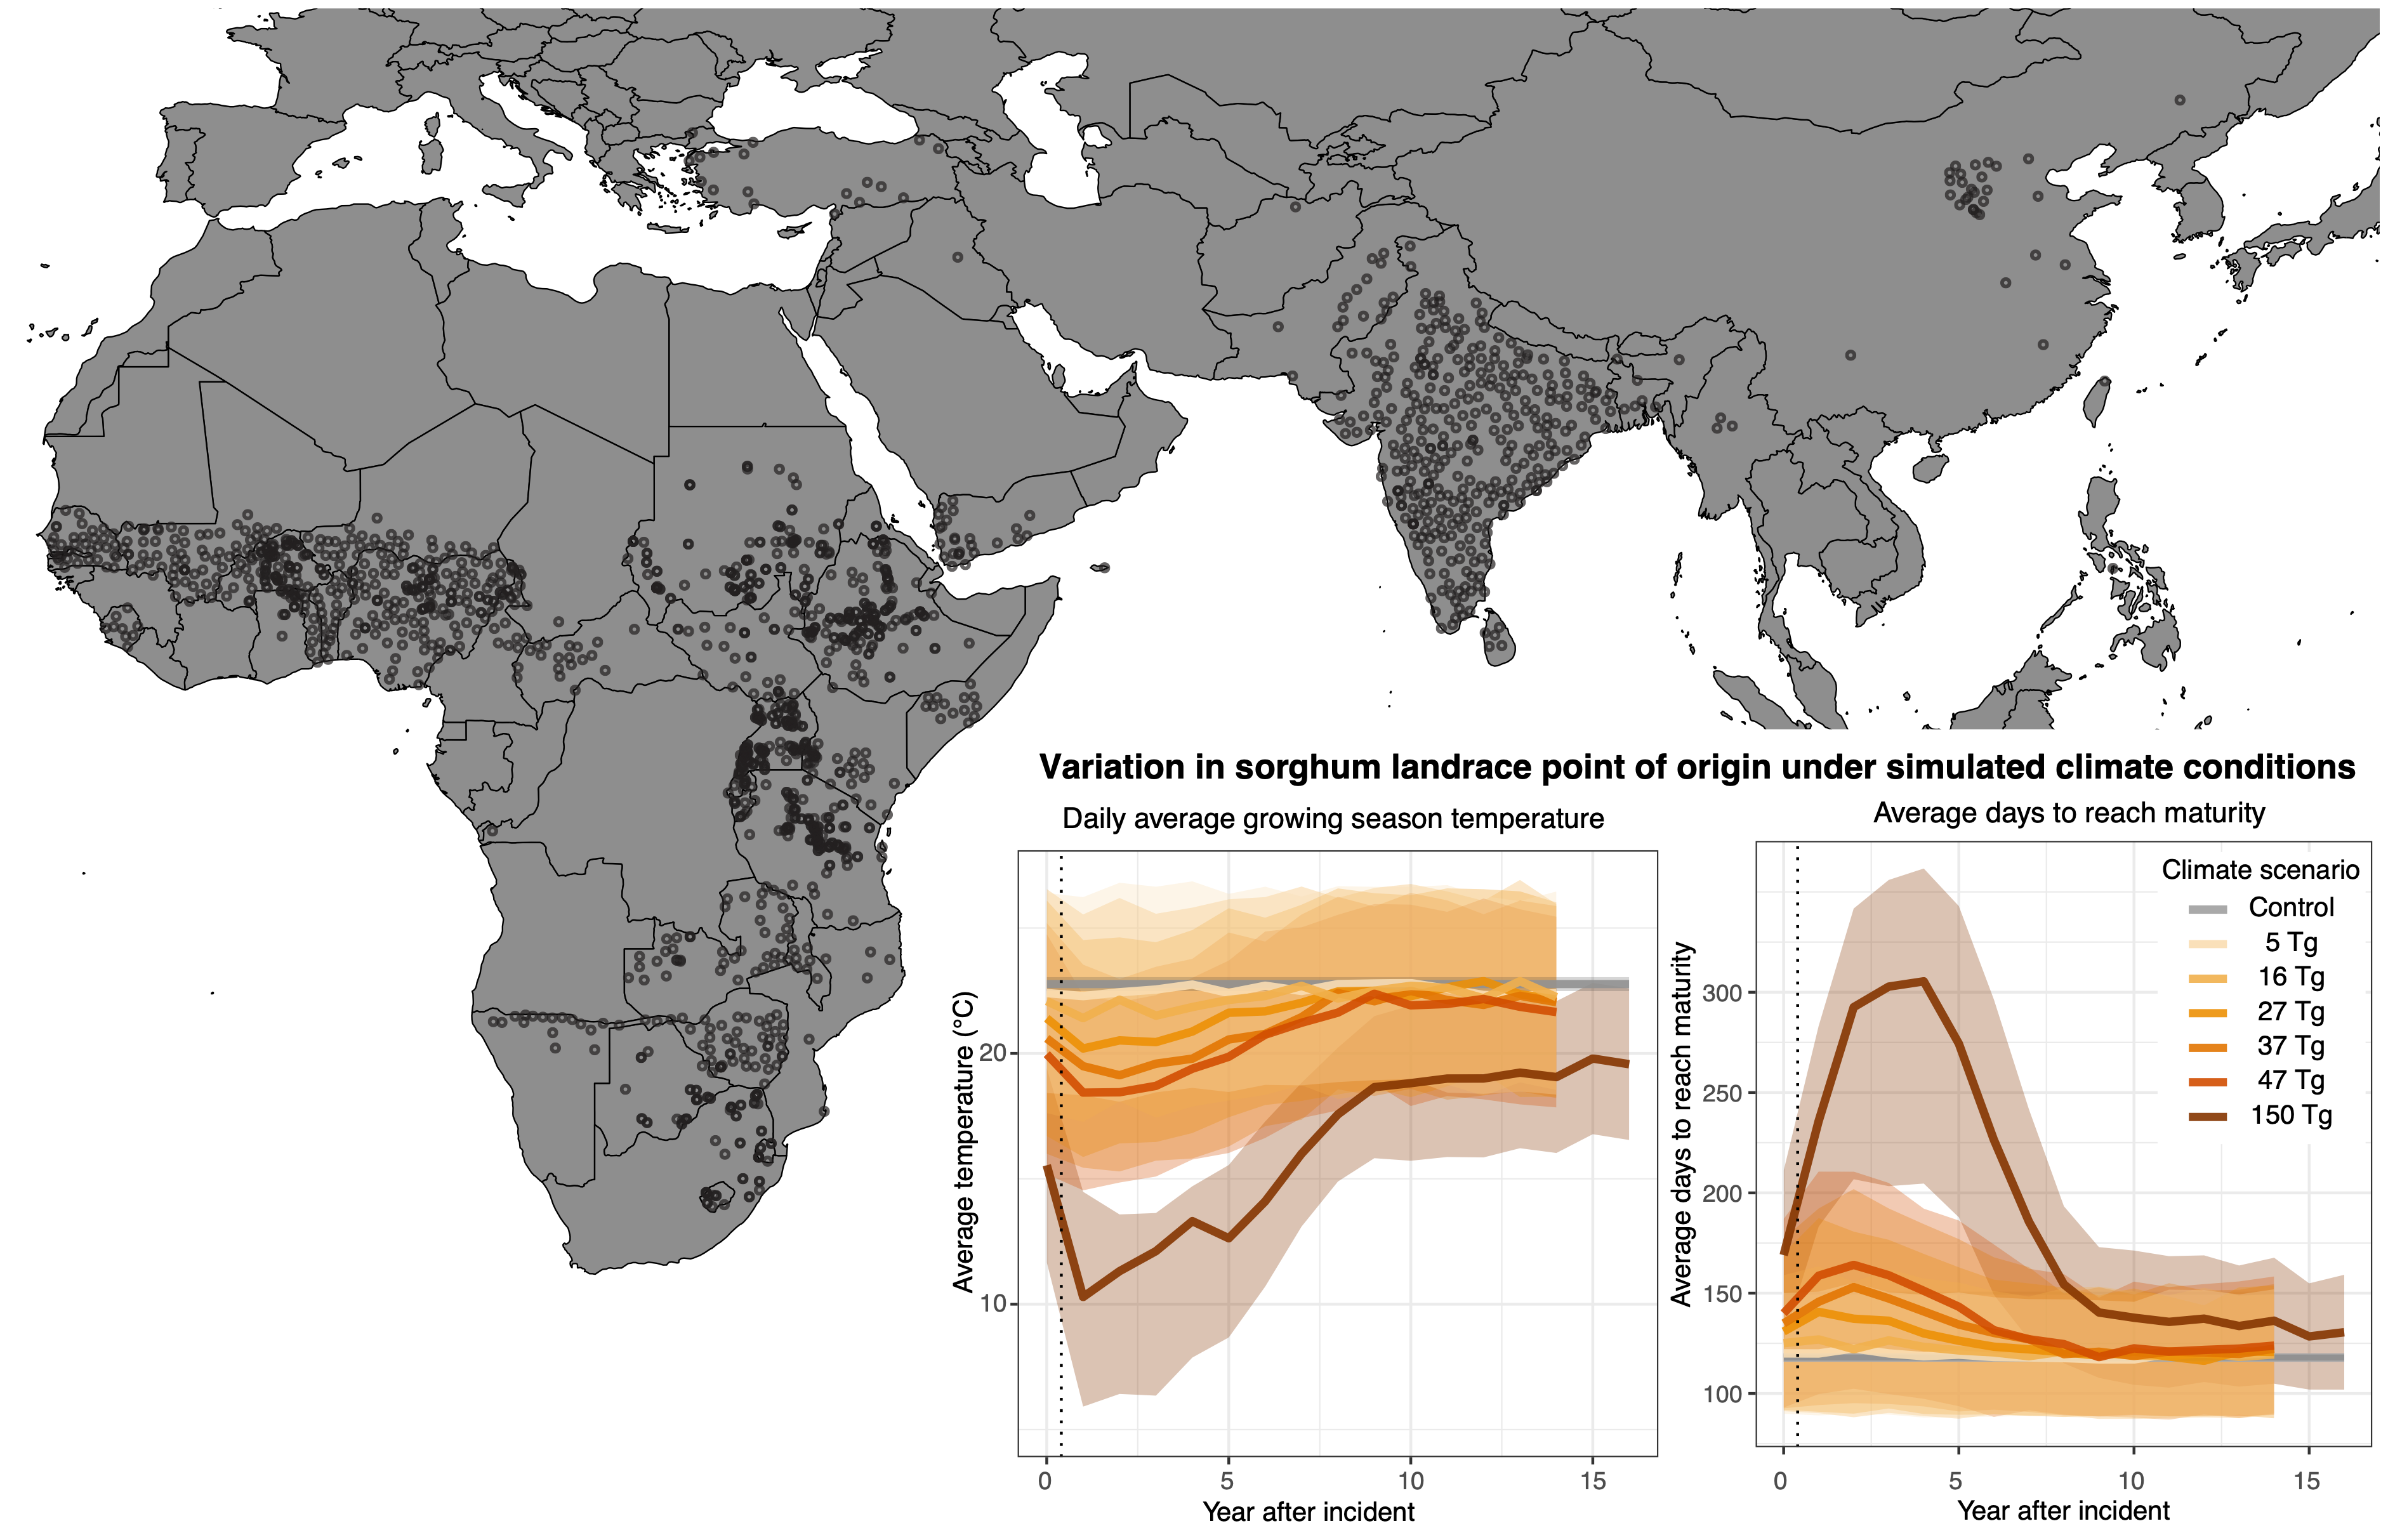 Variation in sorghum landrace point of origin under simulated climate conditions
Daily average growing season temperature
Average temperature (°C)
20
10
0
5
10
15
Year after incident
Average days to reach maturity
Average days to reach maturity
300
250
200
150
100
0
5
10
15
Year after incident
Climate scenario
Control
5 Tg
16 Tg
27 Tg
37 Tg
47 Tg
150 Tg